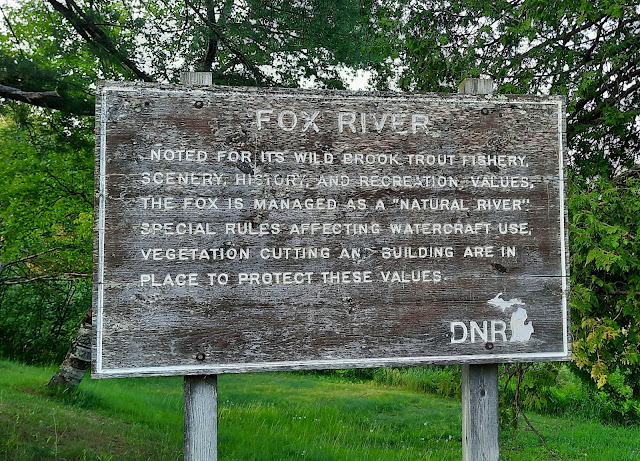 FOX RIVER
NOTED FOR ITS WILD BROOK TROUT FISHERY,
SCENERY, HISTORY, AND RECREATION VALUES,
THE FOX IS MANAGED AS A "NATURAL RIVER".
SPECIAL RULES AFFECTING WATERCRAFT USE,
VEGETATION CUTTING AND BUILDING ARE IN
PLACE TO PROTECT THESE VALUES.
DNR